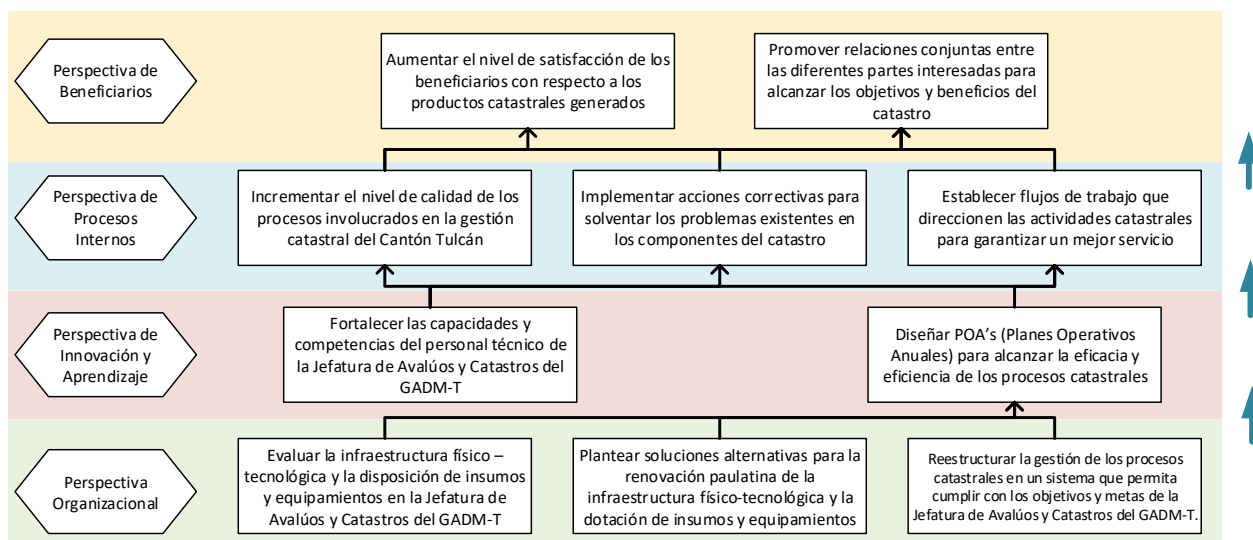 Perspectiva de
Beneficiarios
Aumentar el nivel de satisfacción de los
beneficiarios con respecto a los
productos catastrales generados
Promover relaciones conjuntas entre
las diferentes partes interesadas para
alcanzar los objetivos y beneficios del
catastro
Perspectiva de
Procesos
Internos
Incrementar el nivel de calidad de los
procesos involucrados en la gestión
catastral del Cantón Tulcán
Implementar acciones correctivas para
solventar los problemas existentes en
los componentes del catastro
Establecer flujos de trabajo que
direccionen las actividades catastrales
para garantizar un mejor servicio
Perspectiva de
Innovación y
Aprendizaje
Fortalecer las capacidades y
competencias del personal técnico de
la Jefatura de Avalúos y Catastros del
GADM-T
Diseñar POA's (Planes Operativos
Anuales) para alcanzar la eficacia y
eficiencia de los procesos catastrales
Perspectiva
Organizacional
Evaluar la infraestructura físico –
tecnológica y la disposición de insumos
y equipamientos en la Jefatura de
Avalúos y Catastros del GADM-T
Plantear soluciones alternativas para la
renovación paulatina de la
infraestructura físico-tecnológica y la
dotación de insumos y equipamientos
Reestructurar la gestión de los procesos
catastrales en un sistema que permita
cumplir con los objetivos y metas de la
Jefatura de Avalúos y Catastros del GADM-T.